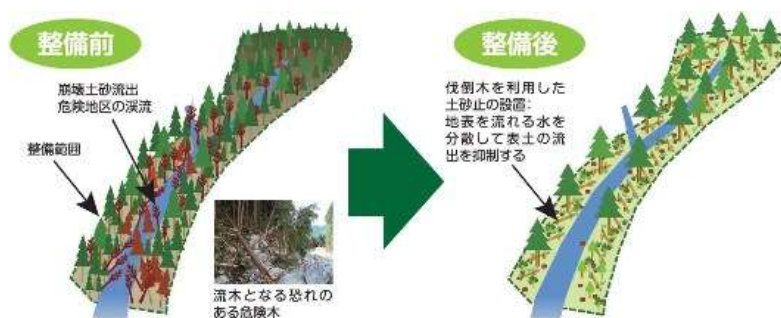 整備前
崩壊土砂流出
危険地区の渓流
整備範囲
流木となる恐れの
ある危険木
整備後
伐倒木を利用した
土砂止の設置:
地表を流れる水を
分散して表土の流
出を抑制する